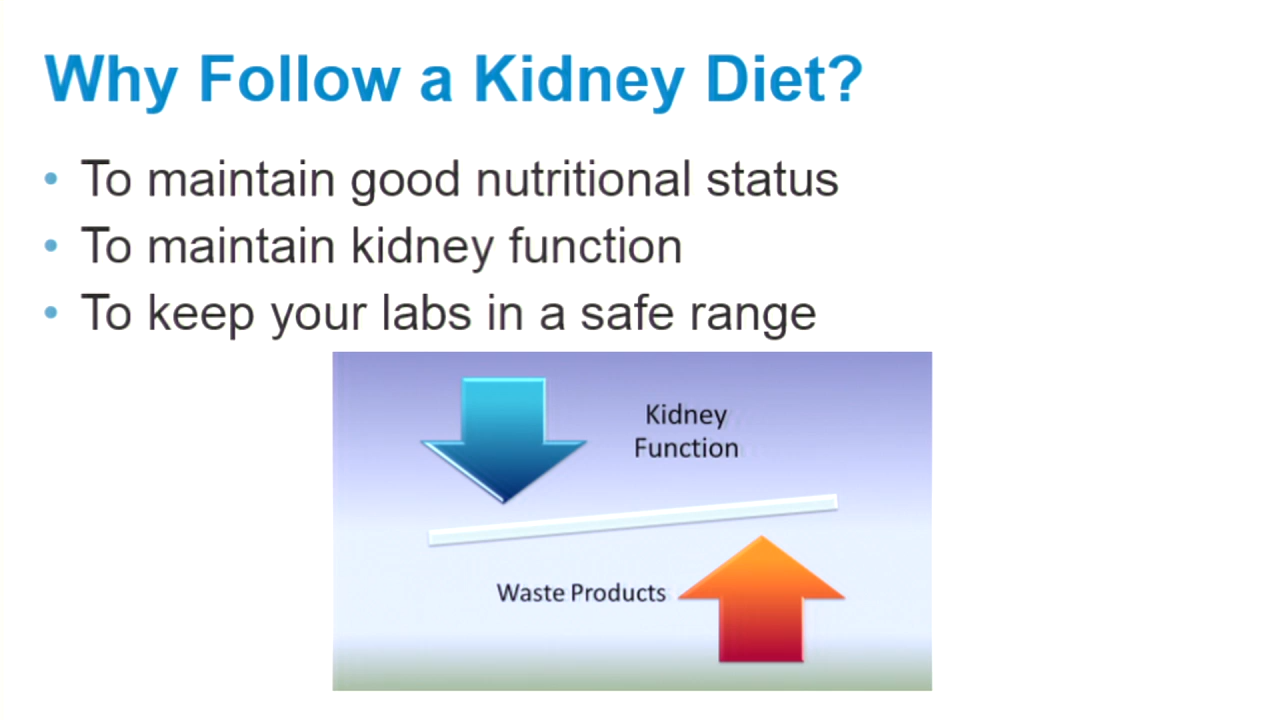 Why Follow a Kidney Diet?
• To maintain good nutritional status
• To maintain kidney function
• To keep your labs in a safe range
Kidney
Function
Waste Products